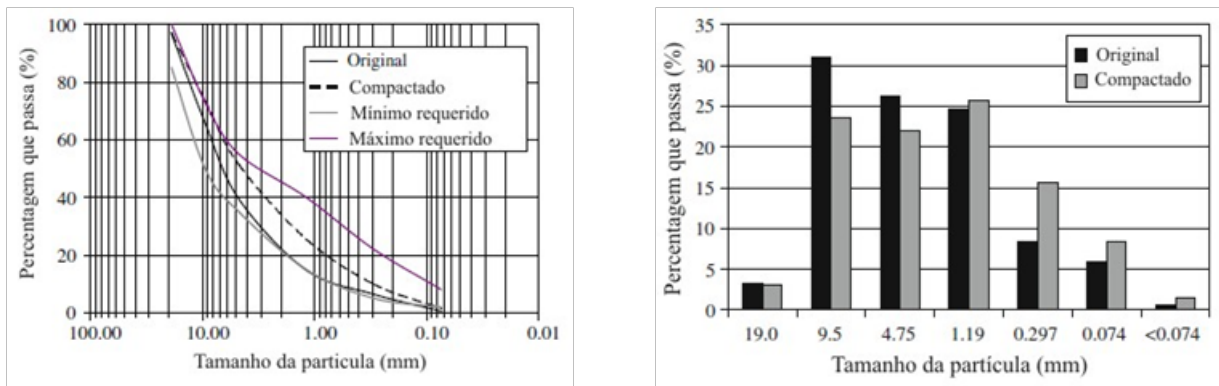 Percentagem que passa (%)
100
80
60
40
20
0
Original
Compactado
Mínimo requerido
Máximo requerido
100.00 10.00 1.00 0.10 0.01
Tamanho da particula (mm)
Percentagem que passa (%)
35
30
25
20
15
10
5
0
Original
Compactado
19.0 9.5 4.75 1.19 0.297 0.074 <0.074
Tamanho da partícula (mm)